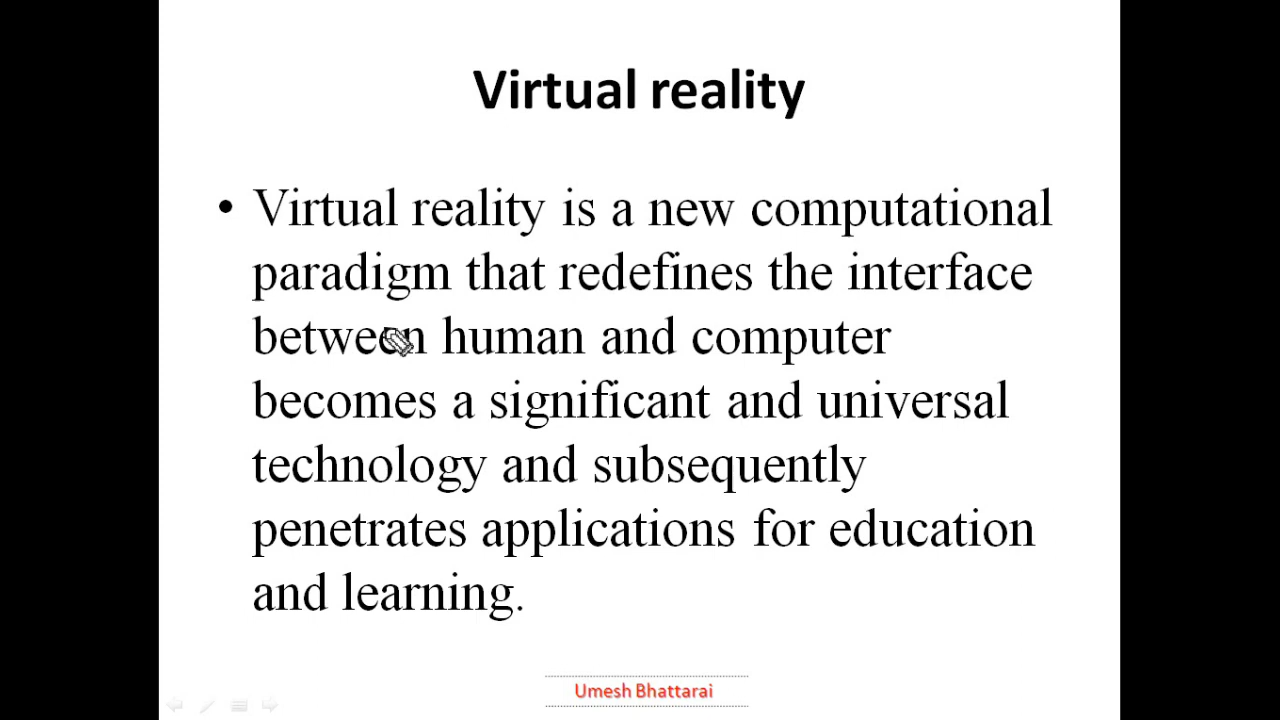 Virtual reality
• Virtual reality is a new computational
paradigm that redefines the interface
between human and computer
becomes a significant and universal
technology and subsequently
penetrates applications for education
and learning.
Umesh Bhattarai